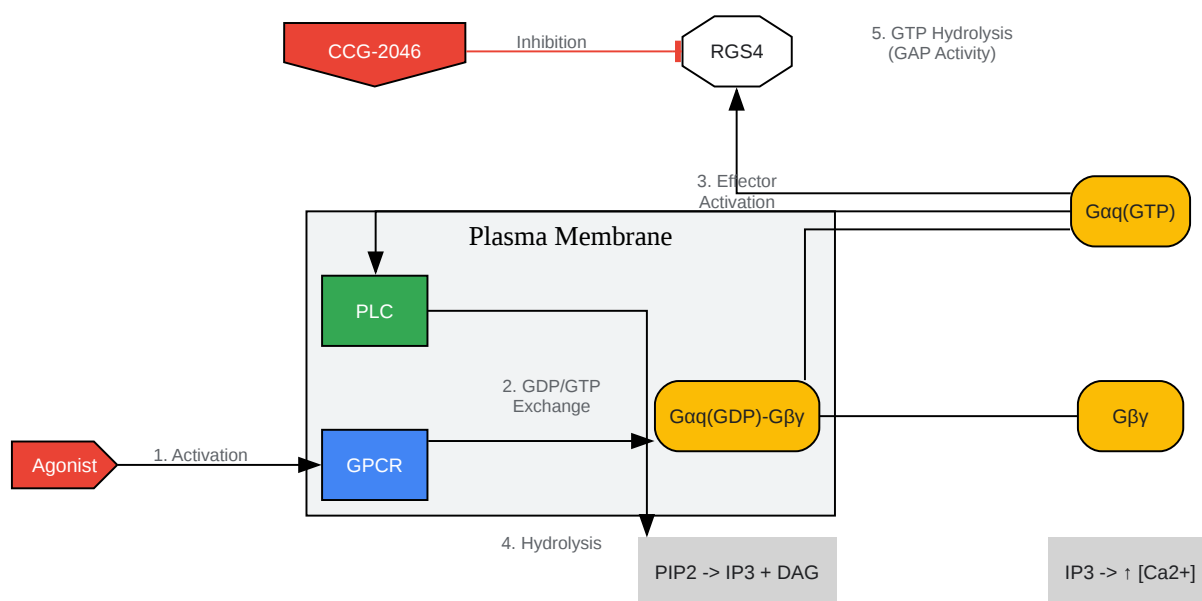 CCG-2046
Inhibition
RGS4
5. GTP Hydrolysis
(GAP Activity)
3. Effector
Activation
Gαq(GTP)
Plasma Membrane
PLC
2. GDP/GTP
Exchange
Gαq(GDP)-Gβγ
Gβγ
Agonist
1. Activation
GPCR
4. Hydrolysis
PIP2 -> IP3 + DAG
IP3 -> ↑ [Ca2+]